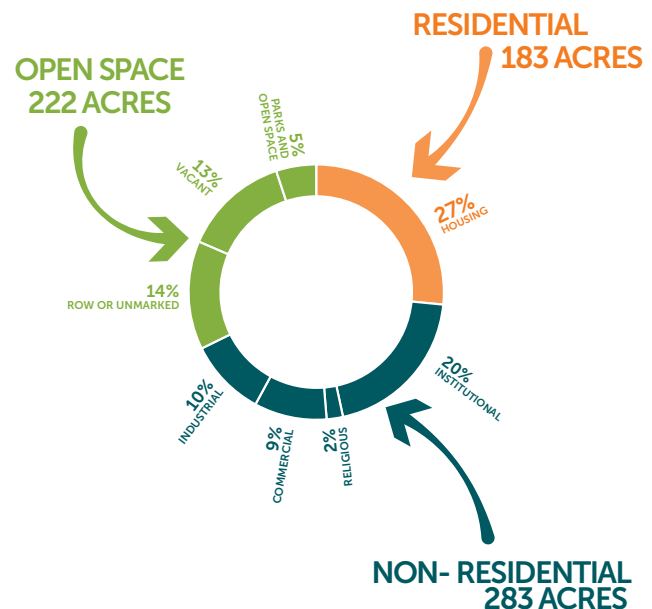 RESIDENTIAL
183 ACRES
OPEN SPACE
222 ACRES
PARKS AND
OPEN SPACE
5%
13%
VACANT
27%
HOUSING
14%
ROW OR UNMARKED
20%
INSTITUTIONAL
10%
INDUSTRIAL
9%
COMMERCIAL
2%
RELIGIOUS
NON- RESIDENTIAL
283 ACRES